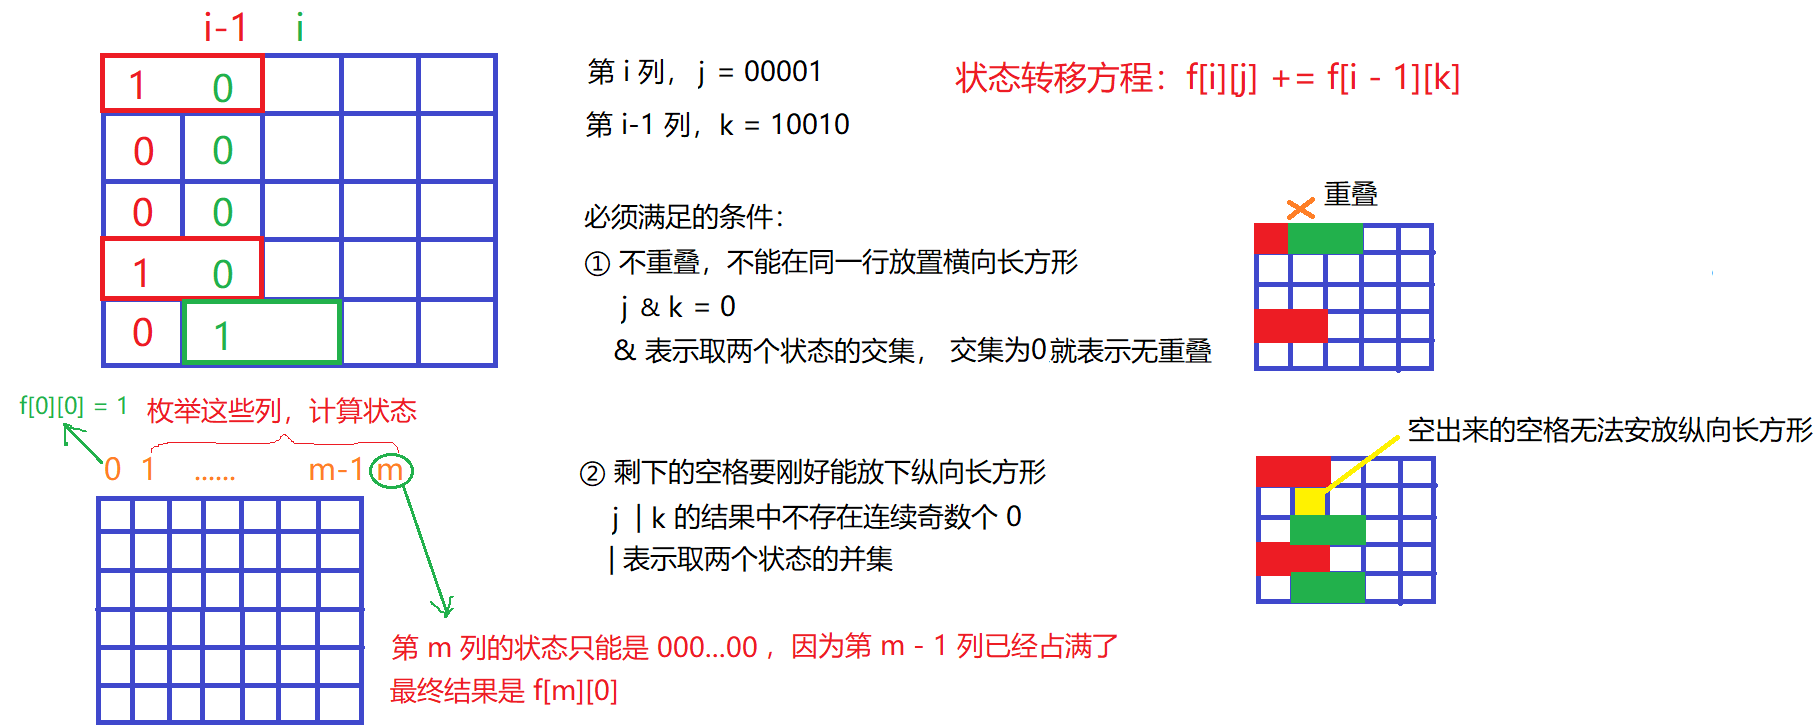 i-1 i
1 0
0 0
0 0
1 0
0 1
第 i 列，j = 00001
第 i-1 列，k = 10010
状态转移方程：f[i][j] += f[i - 1][k]
必须满足的条件：
① 不重叠，不能在同一行放置横向长方形
j & k = 0
& 表示取两个状态的交集， 交集为0就表示无重叠
重叠
f[0][0] = 1
枚举这些列，计算状态
0 1 ...... m-1 m
② 剩下的空格要刚好能放下纵向长方形
j | k 的结果中不存在连续奇数个 0
| 表示取两个状态的并集
空出来的空格无法安放纵向长方形
第 m 列的状态只能是 000...00 ，因为第 m - 1 列已经占满了
最终结果是 f[m][0]